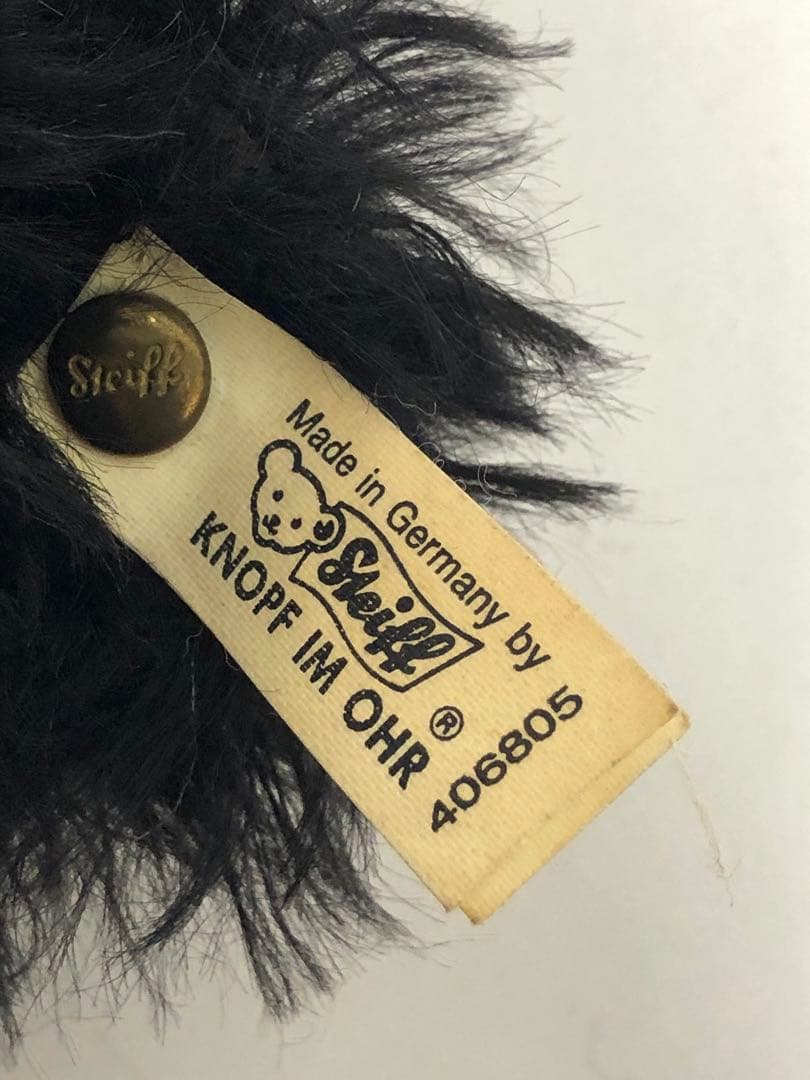 Steiff
Made in Germany by
Steiff
KNOPF IM OHR ®
406805